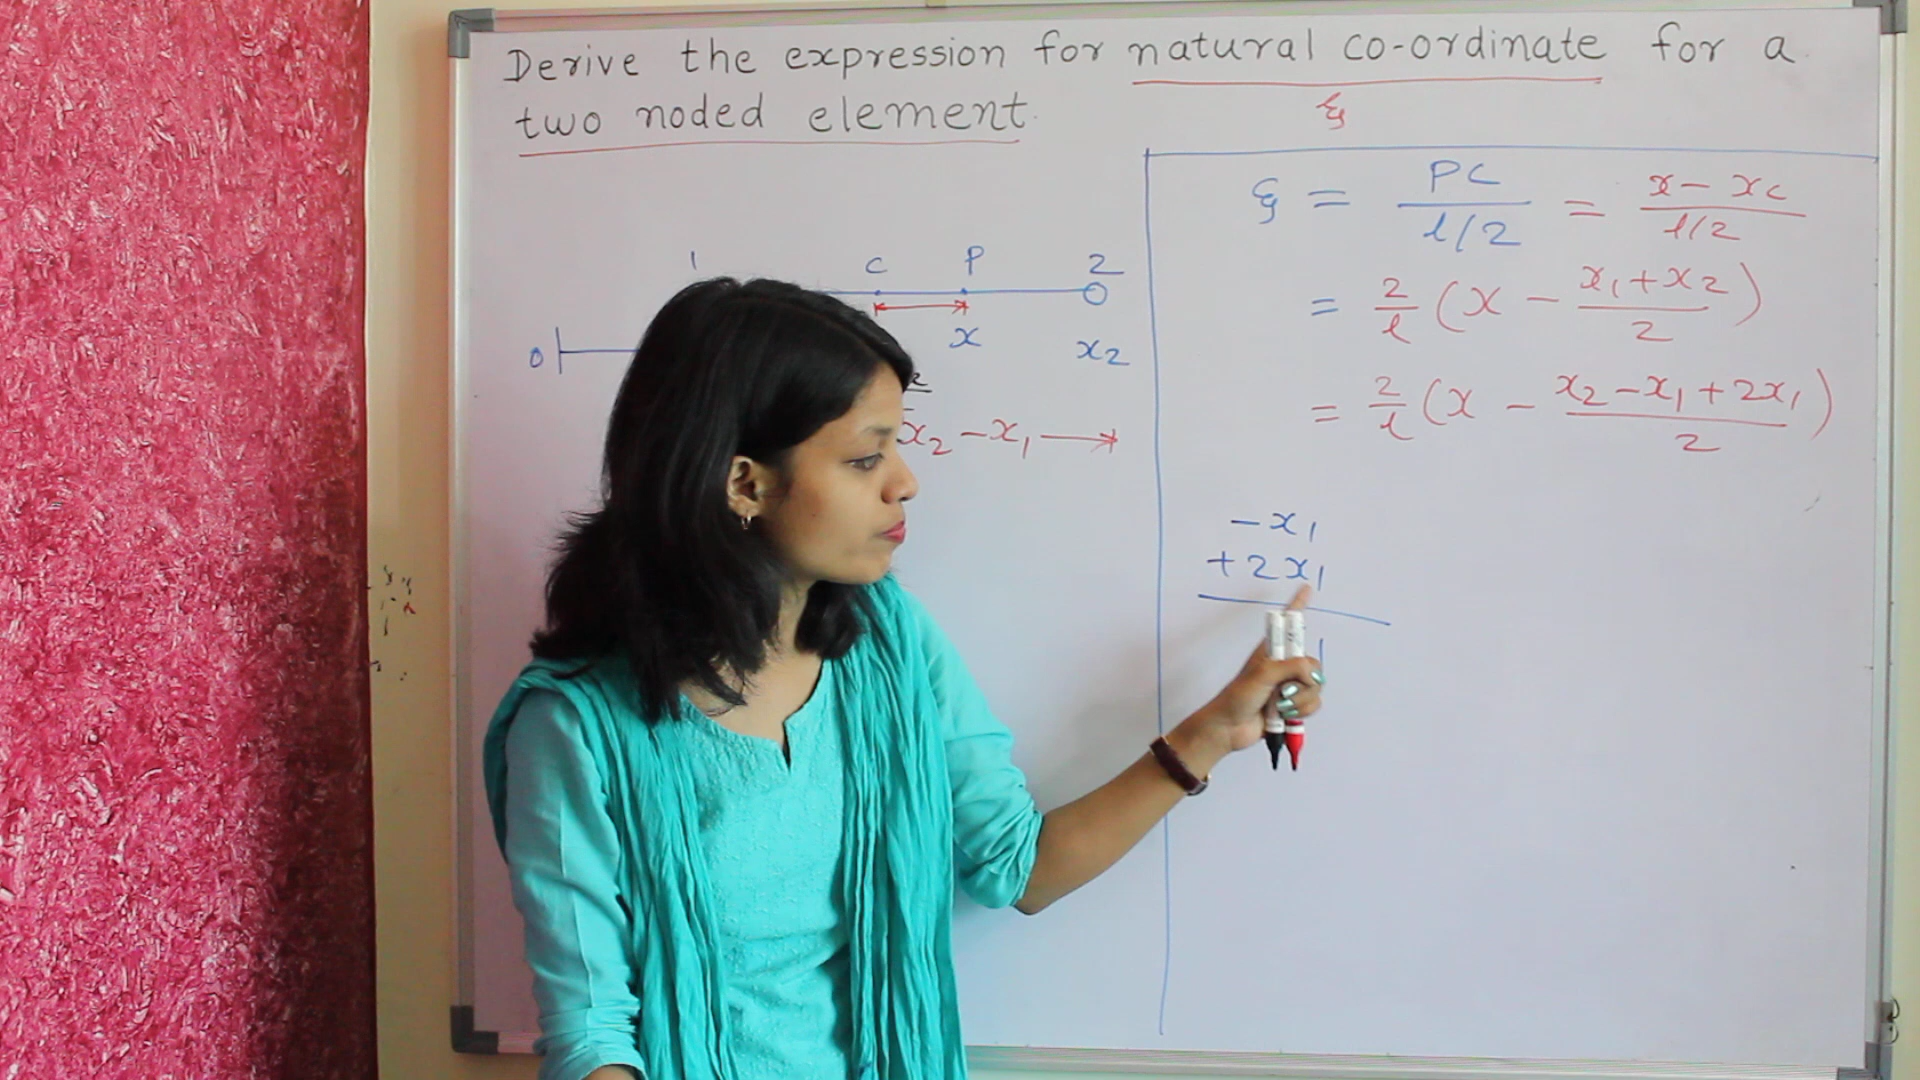 Derive the expression for natural co-ordinate for a
two noded element.
ξ
1 C P 2
0 x x2
x2 - x1
ξ = PC / l/2 = x - xc / l/2
= 2/l (x - x1 + x2 / 2)
= 2/l (x - x2 - x1 + 2x1 / 2)
-x1
+2x1